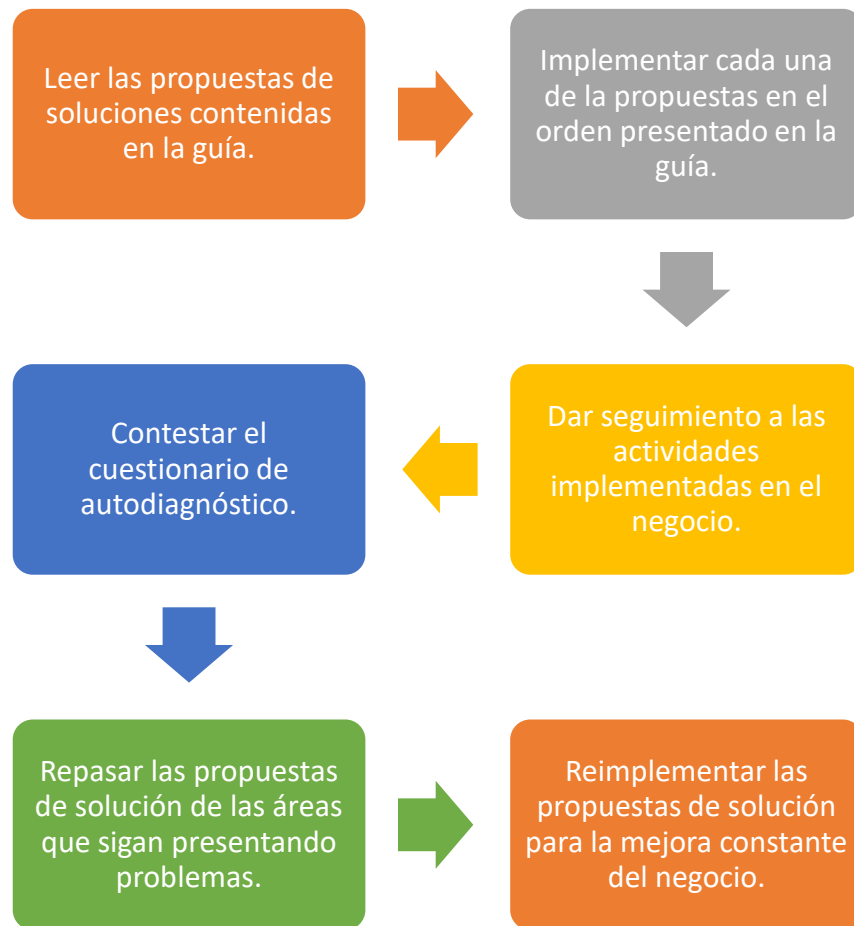 Leer las propuestas de
soluciones contenidas
en la guía.
Implementar cada una
de la propuestas en el
orden presentado en la
guía.
Dar seguimiento a las
actividades
implementadas en el
negocio.
Contestar el
cuestionario de
autodiagnóstico.
Repasar las propuestas
de solución de las áreas
que sigan presentando
problemas.
Reimplementar las
propuestas de solución
para la mejora constante
del negocio.